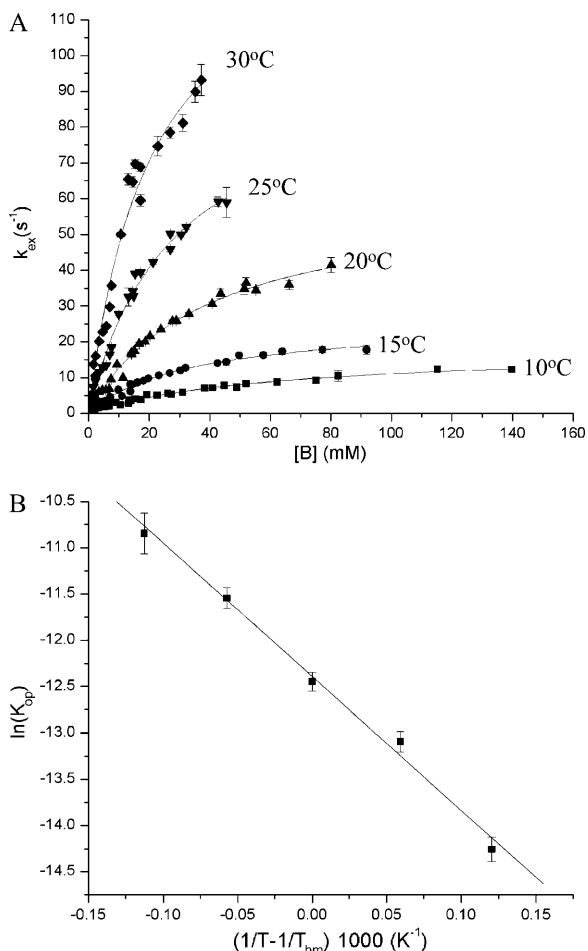 A
110
100
90
80
70
60
50
40
30
20
10
0
k_ex(s⁻¹)
30°C
25°C
20°C
15°C
10°C
0 20 40 60 80 100 120 140 160
[B] (mM)
B
-10.5
-11.0
-11.5
-12.0
-12.5
-13.0
-13.5
-14.0
-14.5
ln(K_op)
-0.15 -0.10 -0.05 0.00 0.05 0.10 0.15
(1/T-1/T_bm) 1000 (K⁻¹)